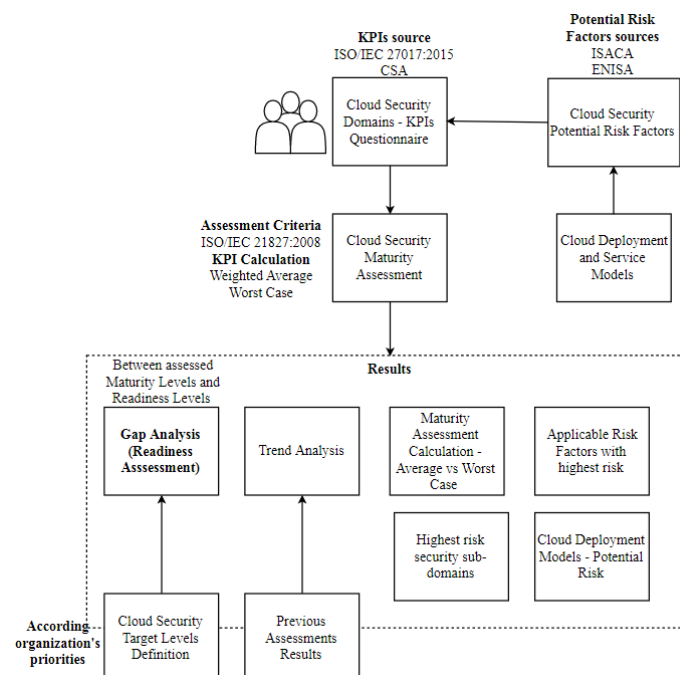 Potential Risk
Factors sources
ISACA
ENISA
KPIs source
ISO/IEC 27017:2015
CSA
Cloud Security
Domains - KPIs
Questionnaire
Cloud Security
Potential Risk Factors
Assessment Criteria
ISO/IEC 21827:2008
KPI Calculation
Weighted Average
Worst Case
Cloud Security
Maturity
Assessment
Cloud Deployment
and Service
Models
Results
Between assessed
Maturity Levels and
Readiness Levels
Gap Analysis
(Readiness
Asssessment)
Trend Analysis
Maturity
Assessment
Calculation -
Average vs Worst
Case
Applicable Risk
Factors with
highest risk
Highest risk
security sub-
domains
Cloud Deployment
Models - Potential
Risk
According
organization's
priorities
Cloud Security
Target Levels
Definition
Previous
Assessments
Results